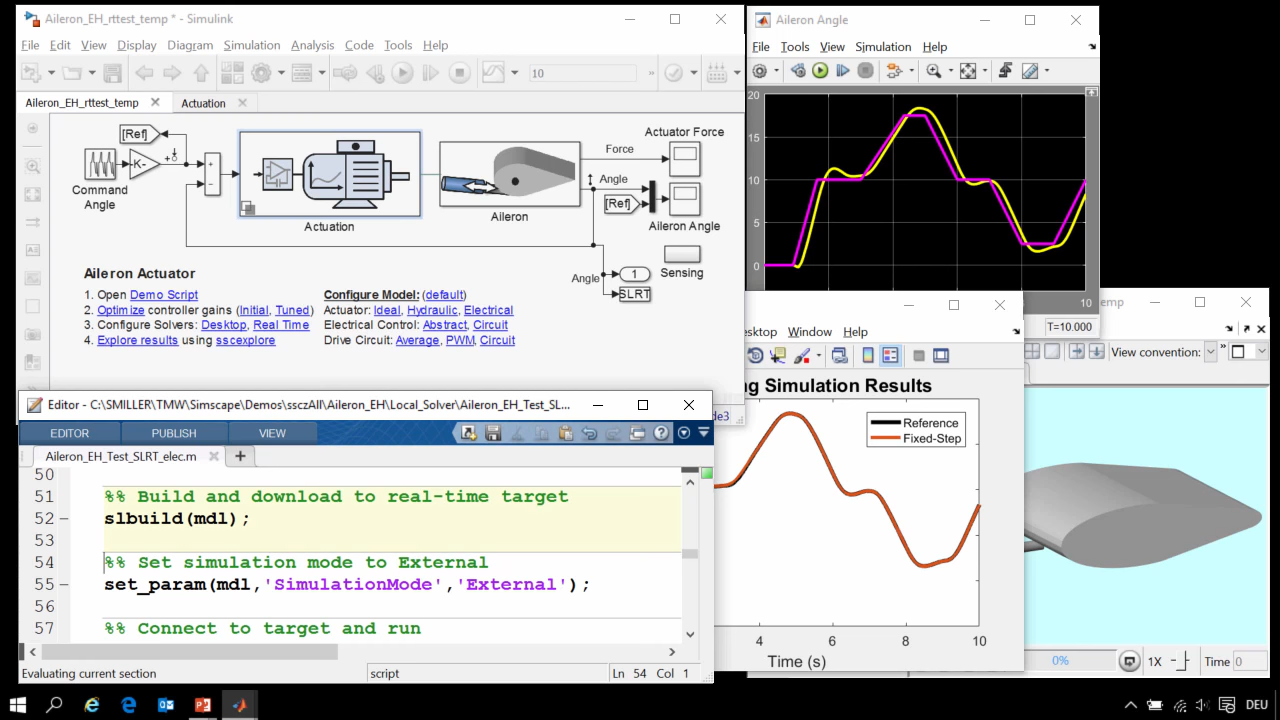 Aileron_EH_rttest_temp * - Simulink
File Edit View Display Diagram Simulation Analysis Code Tools Help
10
»
Aileron_EH_rttest_temp
Actuation
[Ref]
K-
Command
Angle
+
-
Actuation
Aileron
Force
Angle
Actuator Force
[Ref]
Aileron Angle
Sensing
Angle
1
SLRT
Aileron Actuator
1. Open Demo Script
2. Optimize controller gains (Initial, Tuned)
3. Configure Solvers: Desktop, Real Time
4. Explore results using sscexplore
Configure Model: (default)
Actuator: Ideal, Hydraulic, Electrical
Electrical Control: Abstract, Circuit
Drive Circuit: Average, PWM, Circuit
de3
Aileron Angle
File Tools View Simulation Help
20
15
10
5
0
10
T=10.000
emp
View convention:
»
0%
1X
Time 0
esktop Window Help
ng Simulation Results
Reference
Fixed-Step
4 6 8 10
Time (s)
Editor - C:\SMILLER\TMW\Simscape\Demos\ssczAll\Aileron_EH\Local_Solver\Aileron_EH_Test_SL...
EDITOR PUBLISH VIEW
Aileron_EH_Test_SLRT_elec.m
50
51 %% Build and download to real-time target
52 – slbuild(mdl);
53
54 %% Set simulation mode to External
55 – set_param(mdl,'SimulationMode','External');
56
57 %% Connect to target and run
Evaluating current section
script
Ln 54 Col 1
DEU